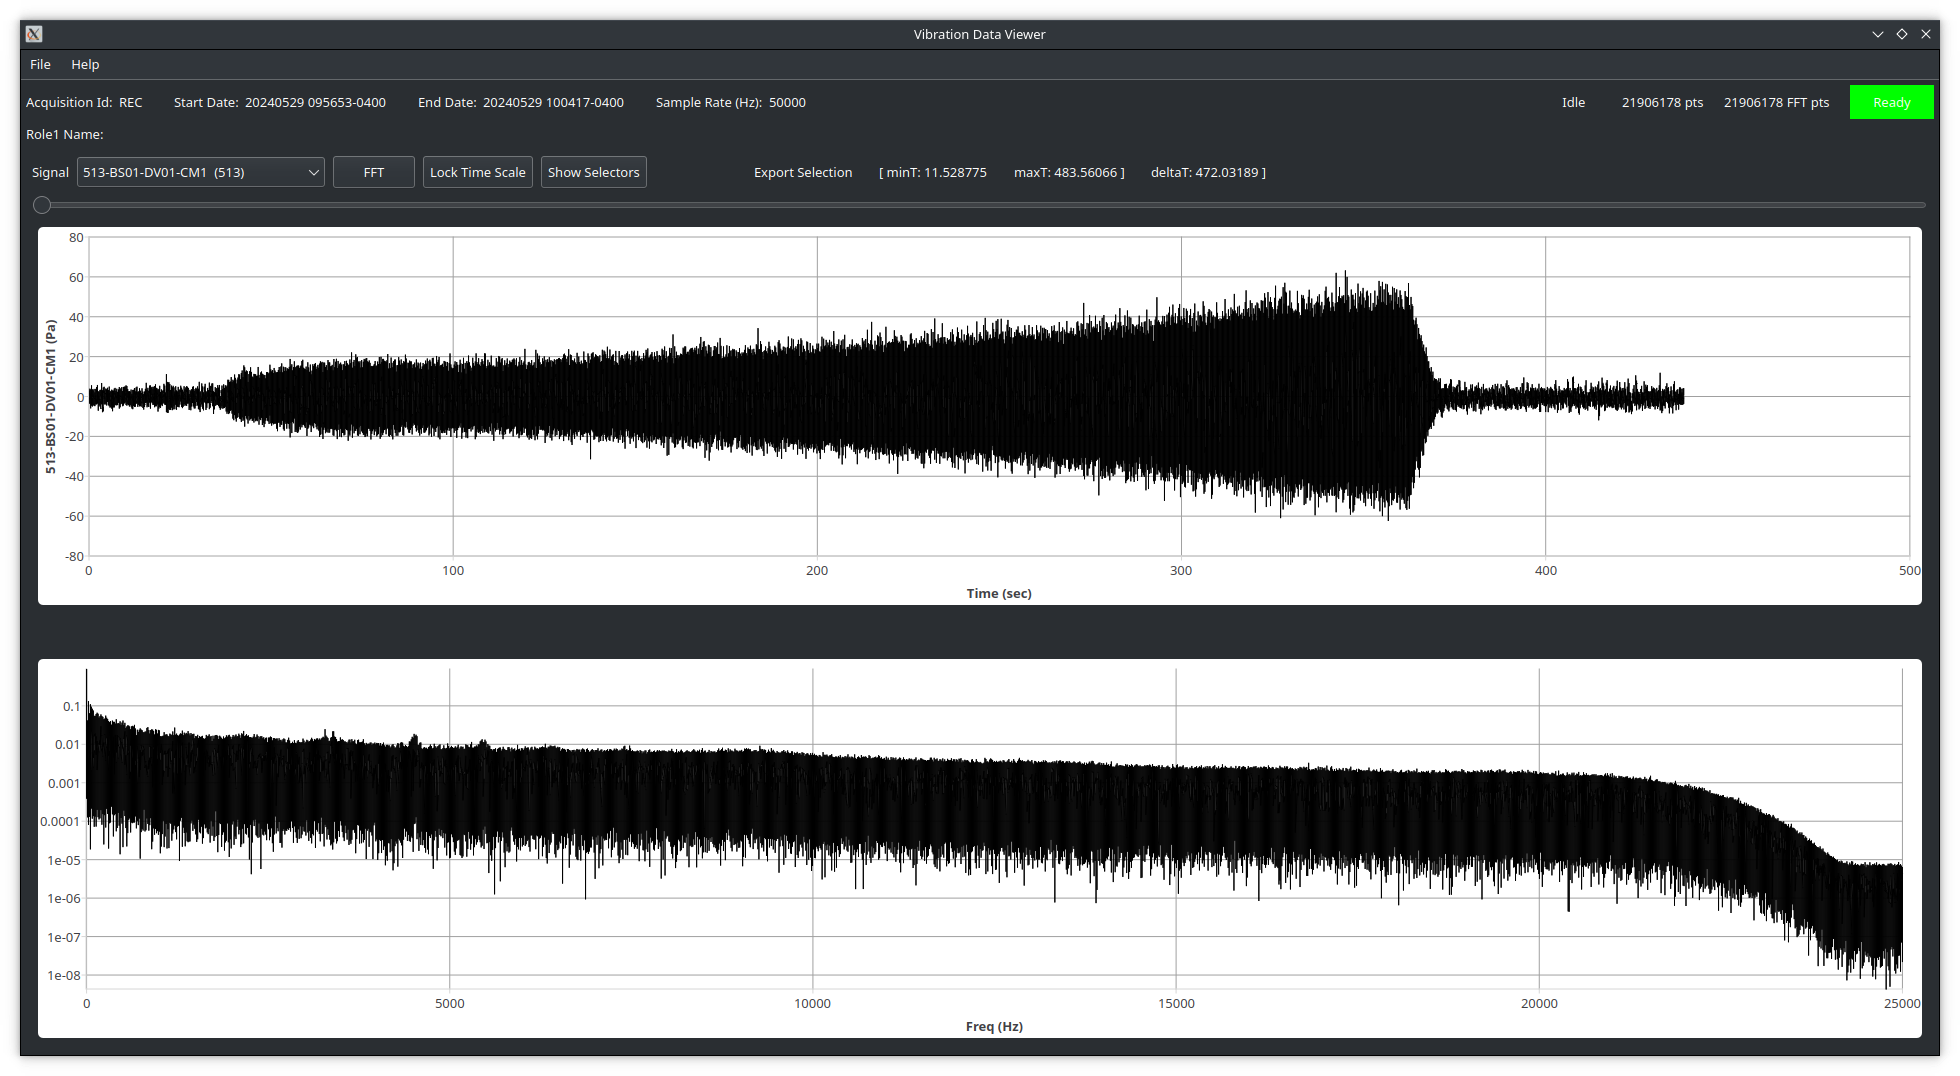 Vibration Data Viewer
File Help
Acquisition Id: REC Start Date: 20240529 095653-0400 End Date: 20240529 100417-0400 Sample Rate (Hz): 50000 Idle 21906178 pts 21906178 FFT pts Ready
Role1 Name:
Signal 513-BS01-DV01-CM1 (513) FFT Lock Time Scale Show Selectors Export Selection [ minT: 11.528775 maxT: 483.56066 ] deltaT: 472.03189 ]
80
60
40
20
0
-20
-40
-60
-80
513-BS01-DV01-CM1 (Pa)
0 100 200 300 400 500
Time (sec)
0.1
0.01
0.001
0.0001
1e-05
1e-06
1e-07
1e-08
0 5000 10000 15000 20000 25000
Freq (Hz)